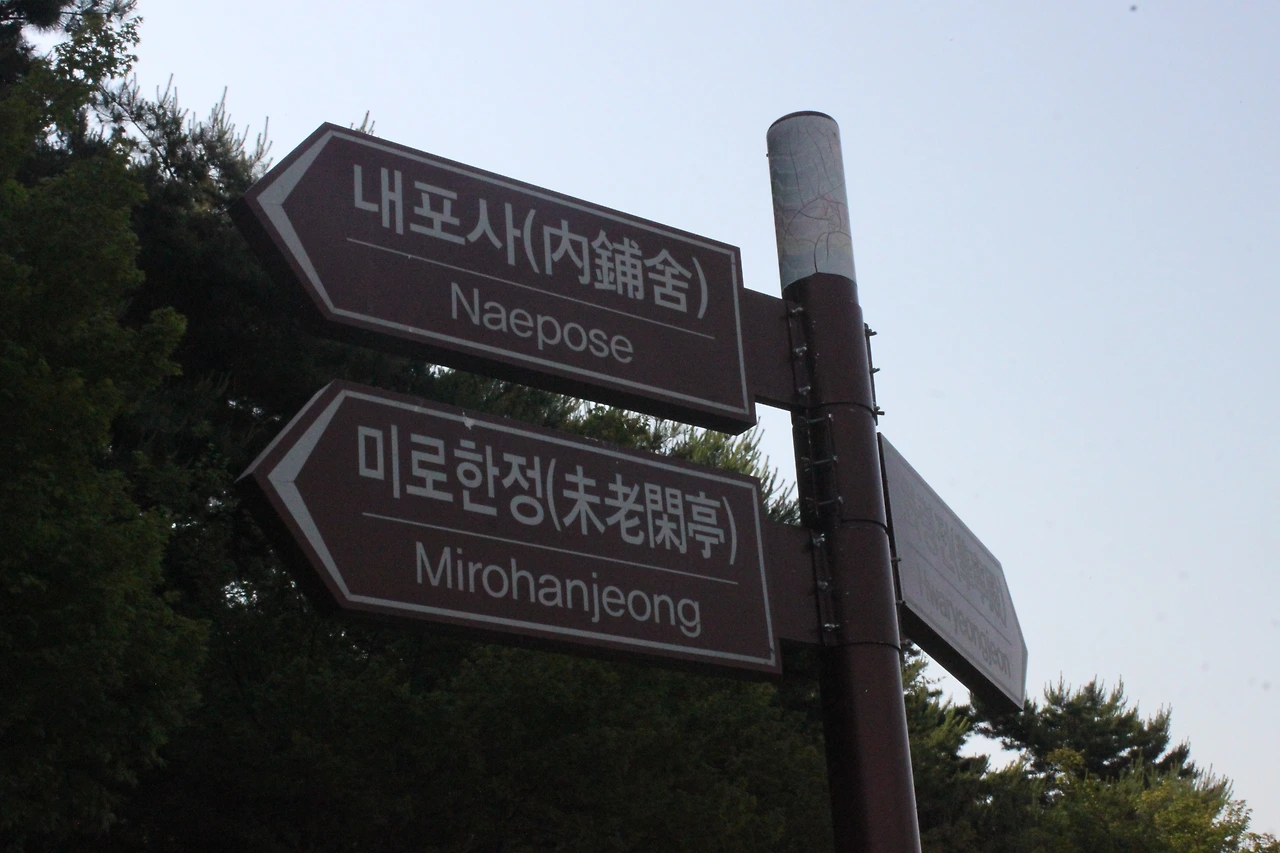 내포사(內鋪舍)
Naepose
미로한정(未老閑亭)
Mirohanjeong